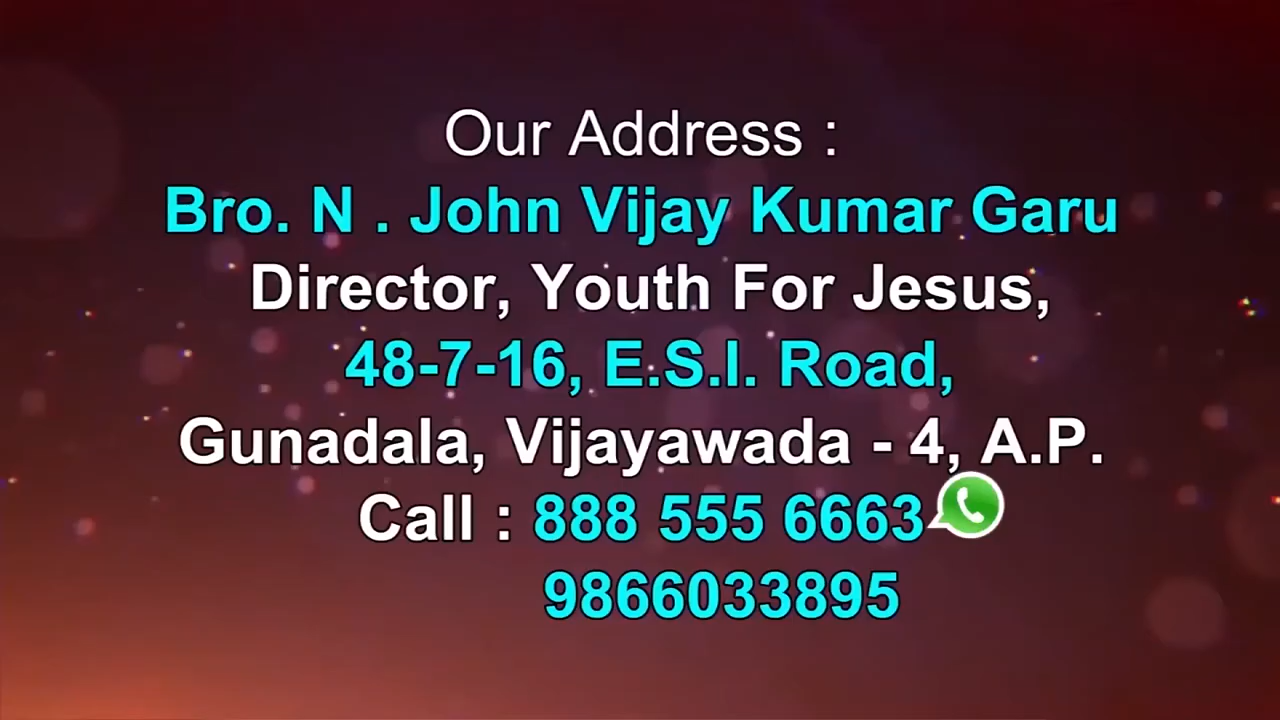 Our Address :
Bro. N . John Vijay Kumar Garu
Director, Youth For Jesus,
48-7-16, E.S.I. Road,
Gunadala, Vijayawada - 4, A.P.
Call : 888 555 6663
9866033895